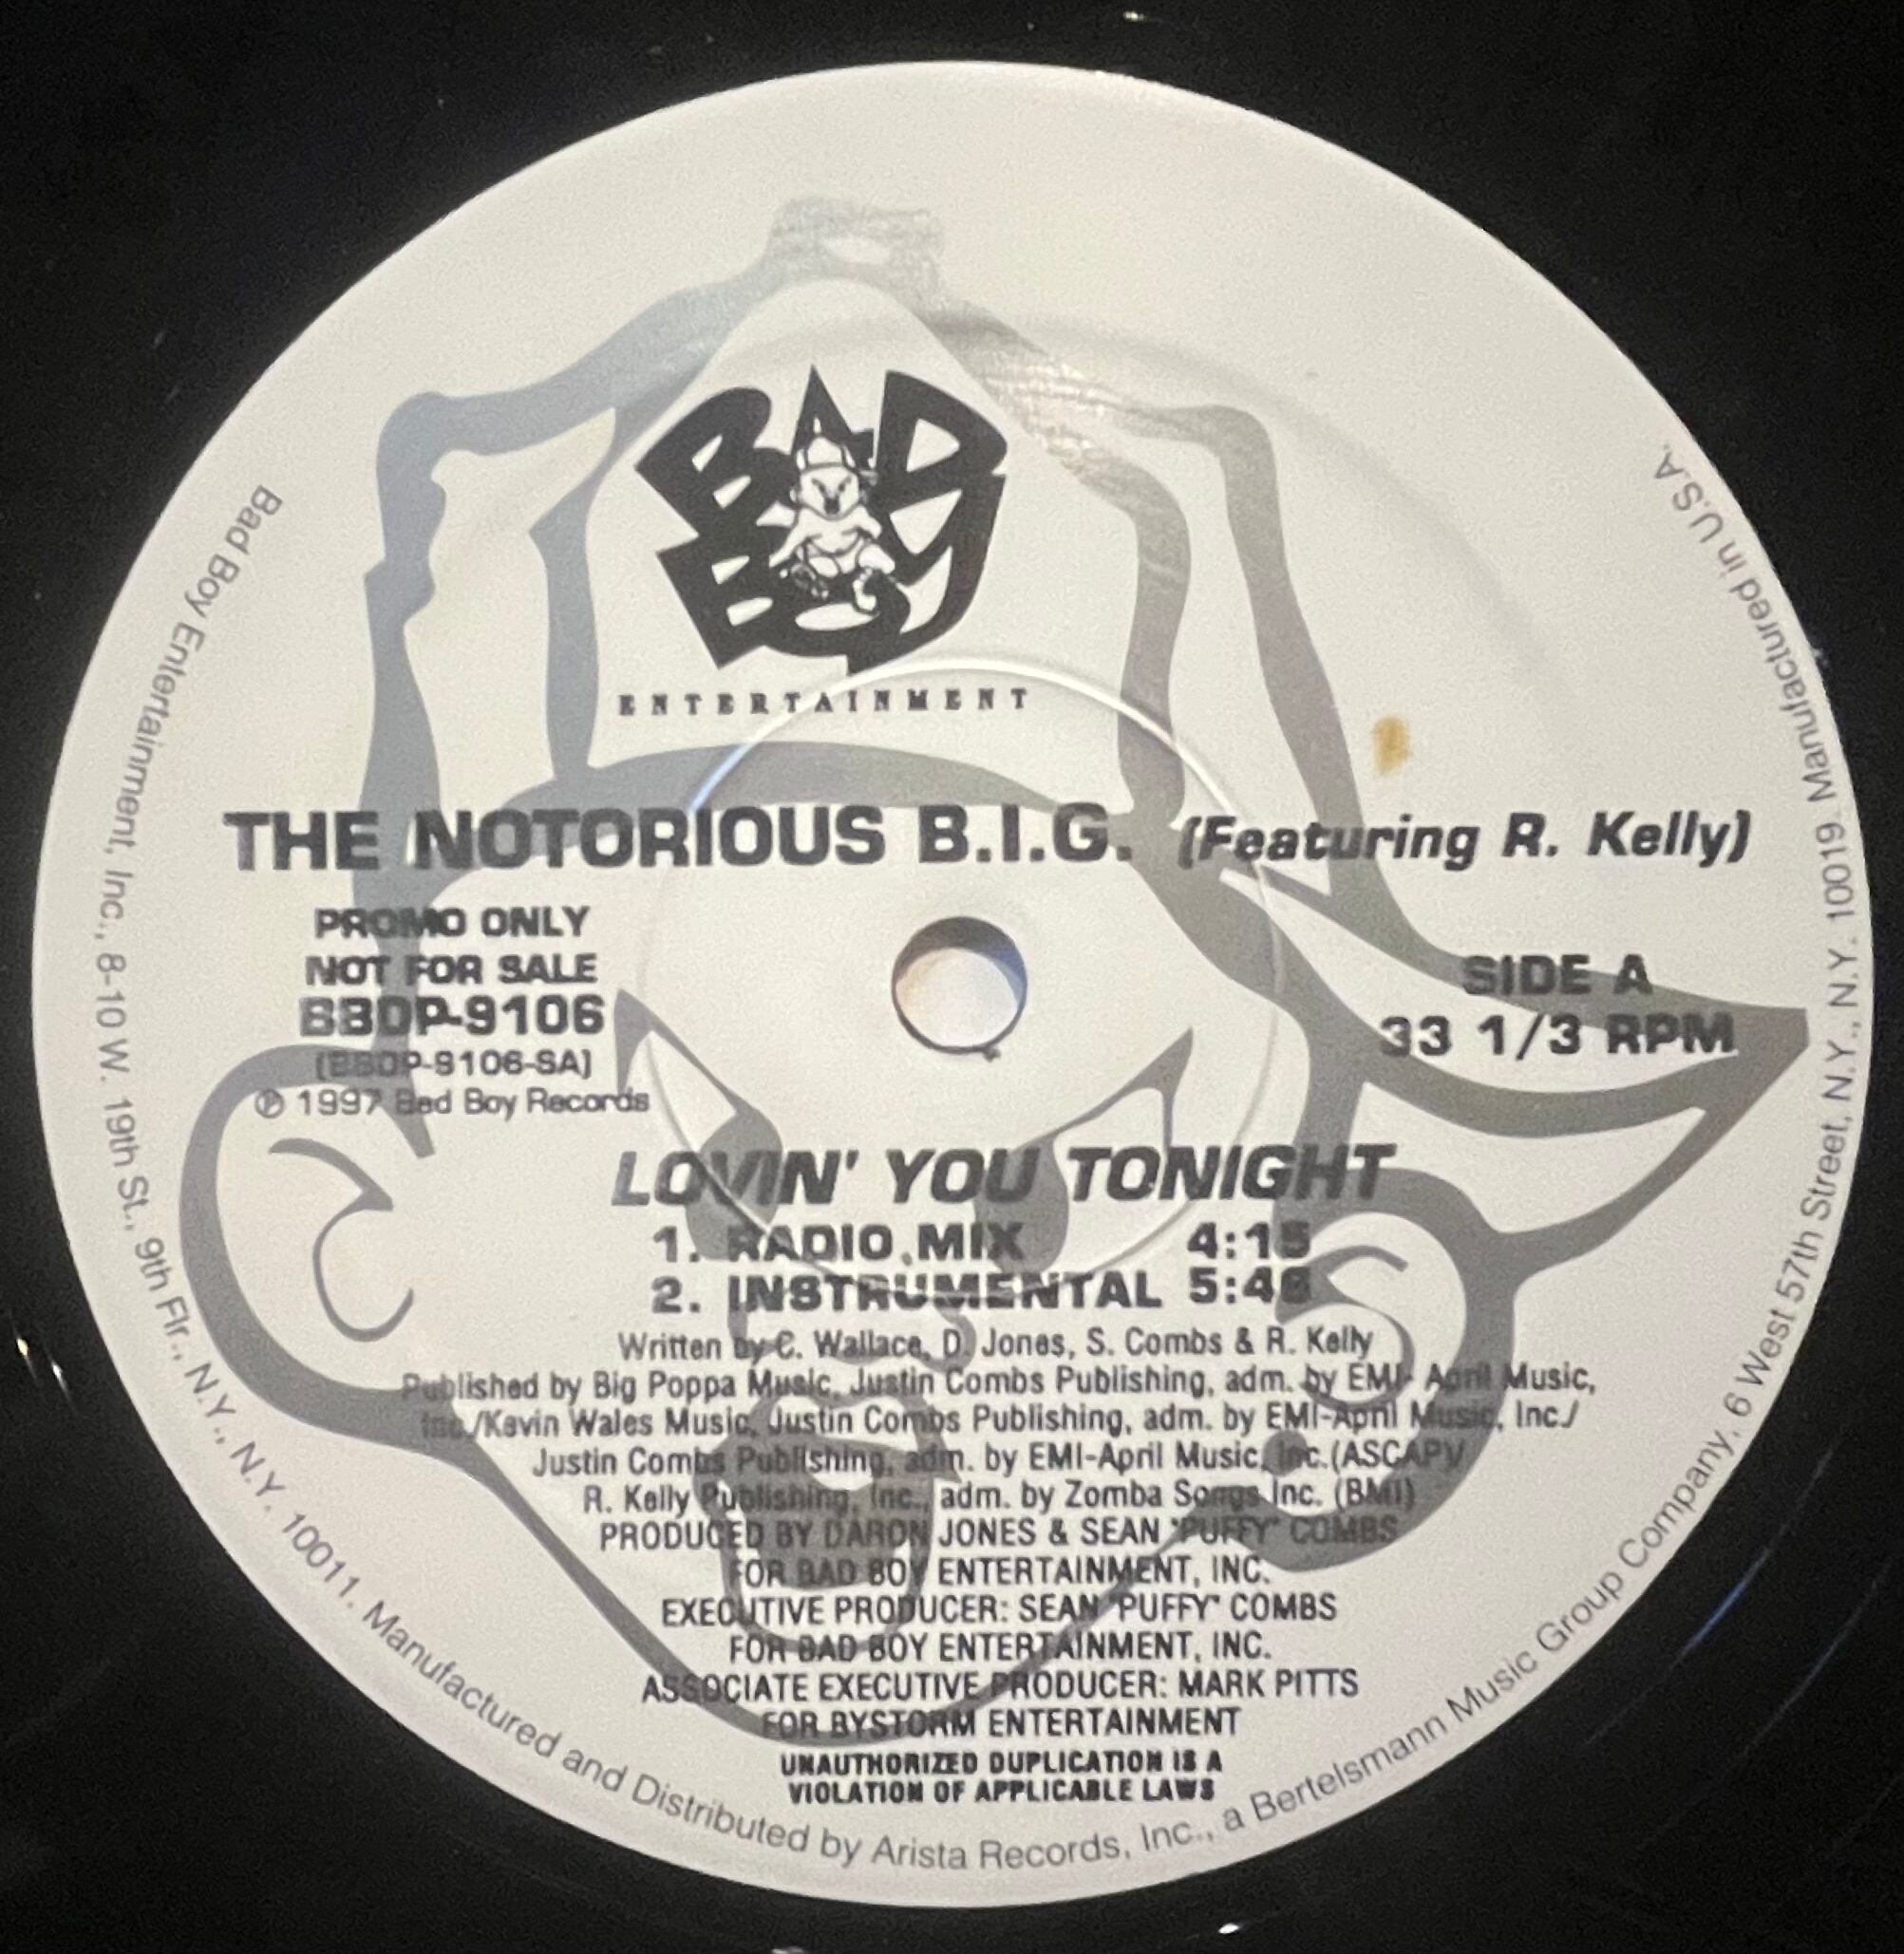 BAD BOY
ENTERTAINMENT
THE NOTORIOUS B.I.G. (Featuring R. Kelly)
PROMO ONLY
NOT FOR SALE
BBDP-9106
(BBDP-9106-SA)
℗ 1997 Bad Boy Records
SIDE A
33 1/3 RPM
LOVIN' YOU TONIGHT
1. RADIO MIX 4:15
2. INSTRUMENTAL
Written by C. Wallace, D. Jones, S. Combs & R. Kelly
Published by Big Poppa Music, Justin Combs Publishing, adm. by EMI- April Music,
Inc./Kevin Wales Music, Justin Combs Publishing, adm. by EMI-April Music, Inc./
Justin Combs Publishing, adm. by EMI-April Music, Inc.(ASCAP)/
R. Kelly Publishing, Inc., adm. by Zomba Songs Inc. (BMI)
PRODUCED BY DARON JONES & SEAN "PUFFY" COMBS
FOR BAD BOY ENTERTAINMENT, INC.
EXECUTIVE PRODUCER: SEAN "PUFFY" COMBS
FOR BAD BOY ENTERTAINMENT, INC.
ASSOCIATE EXECUTIVE PRODUCER: MARK PITTS
FOR BYSTORM ENTERTAINMENT
UNAUTHORIZED DUPLICATION IS A
VIOLATION OF APPLICABLE LAWS
Bad Boy Entertainment, Inc., 8-10 W. 19th St., 9th Flr., N.Y., N.Y. 10011. Manufactured and Distributed by Arista Records, Inc., a Bertelsmann Music Group Company, 6 West 57th Street, N.Y., N.Y. 10019. Manufactured in U.S.A.